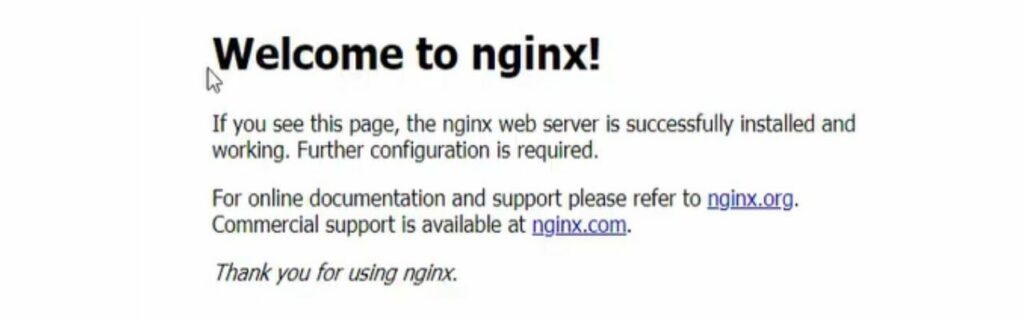 Welcome to nginx!
If you see this page, the nginx web server is successfully installed and
working. Further configuration is required.
For online documentation and support please refer to nginx.org.
Commercial support is available at nginx.com.
Thank you for using nginx.